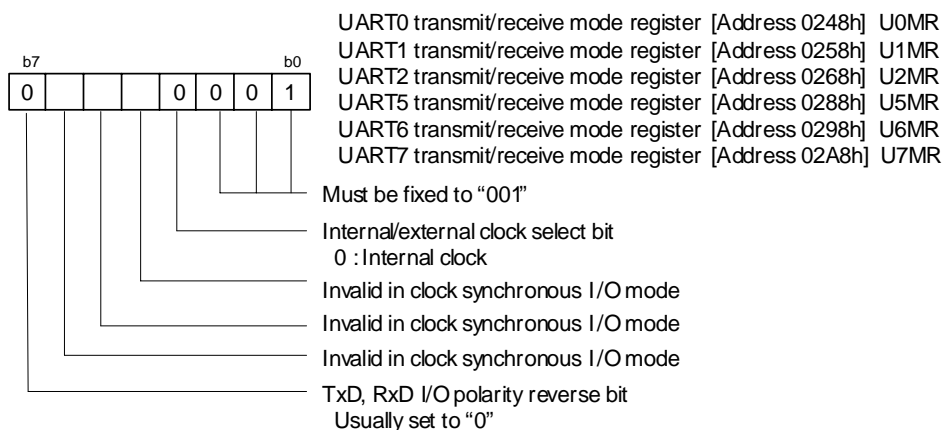 UART0 transmit/receive mode register [Address 0248h] U0MR
UART1 transmit/receive mode register [Address 0258h] U1MR
UART2 transmit/receive mode register [Address 0268h] U2MR
UART5 transmit/receive mode register [Address 0288h] U5MR
UART6 transmit/receive mode register [Address 0298h] U6MR
UART7 transmit/receive mode register [Address 02A8h] U7MR
b7 b0
0 0 0 0 1
Must be fixed to “001”
Internal/external clock select bit
0 : Internal clock
Invalid in clock synchronous I/O mode
Invalid in clock synchronous I/O mode
Invalid in clock synchronous I/O mode
TxD, RxD I/O polarity reverse bit
Usually set to “0”